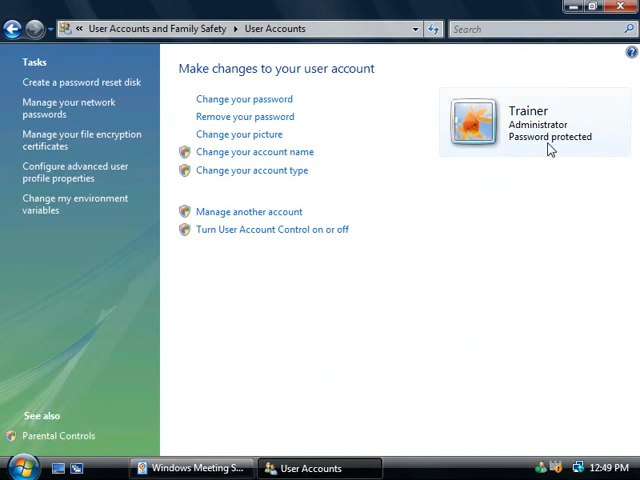 « User Accounts and Family Safety ▸ User Accounts
Search
Tasks
Create a password reset disk
Manage your network
passwords
Manage your file encryption
certificates
Configure advanced user
profile properties
Change my environment
variables
See also
Parental Controls
Make changes to your user account
Change your password
Remove your password
Change your picture
Change your account name
Change your account type
Manage another account
Turn User Account Control on or off
Trainer
Administrator
Password protected
Windows Meeting S...
User Accounts
12:49 PM